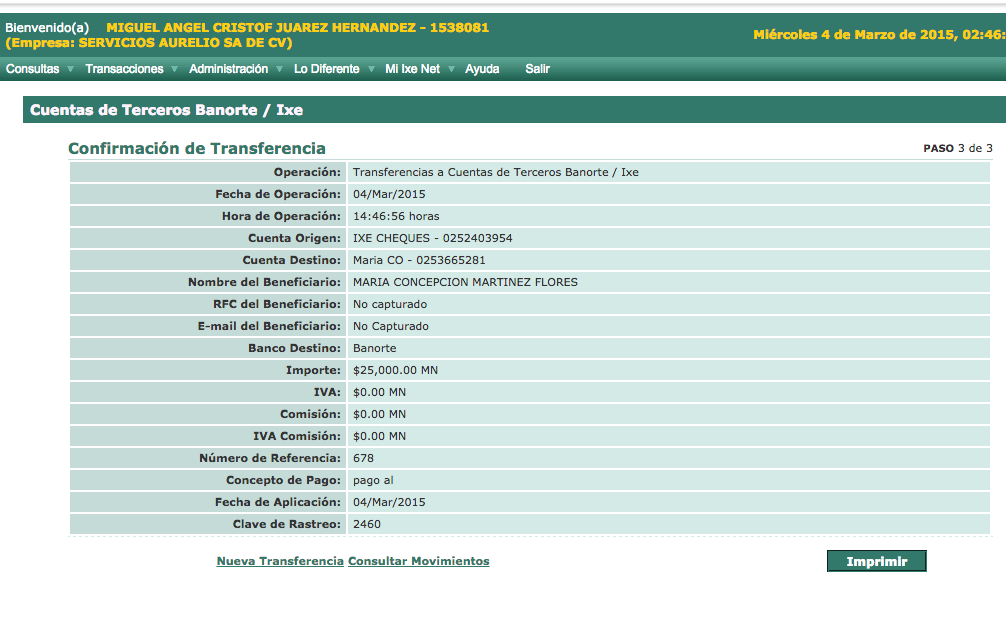 Bienvenido(a) MIGUEL ANGEL CRISTOF JUAREZ HERNANDEZ - 1538081
(Empresa: SERVICIOS AURELIO SA DE CV)
Miércoles 4 de Marzo de 2015, 02:46:
Consultas Transacciones Administración Lo Diferente Mi Ixe Net Ayuda Salir
Cuentas de Terceros Banorte / Ixe
Confirmación de Transferencia PASO 3 de 3
Operación: Transferencias a Cuentas de Terceros Banorte / Ixe
Fecha de Operación: 04/Mar/2015
Hora de Operación: 14:46:56 horas
Cuenta Origen: IXE CHEQUES - 0252403954
Cuenta Destino: Maria CO - 0253665281
Nombre del Beneficiario: MARIA CONCEPCION MARTINEZ FLORES
RFC del Beneficiario: No capturado
E-mail del Beneficiario: No Capturado
Banco Destino: Banorte
Importe: $25,000.00 MN
IVA: $0.00 MN
Comisión: $0.00 MN
IVA Comisión: $0.00 MN
Número de Referencia: 678
Concepto de Pago: pago al
Fecha de Aplicación: 04/Mar/2015
Clave de Rastreo: 2460
Nueva Transferencia Consultar Movimientos Imprimir